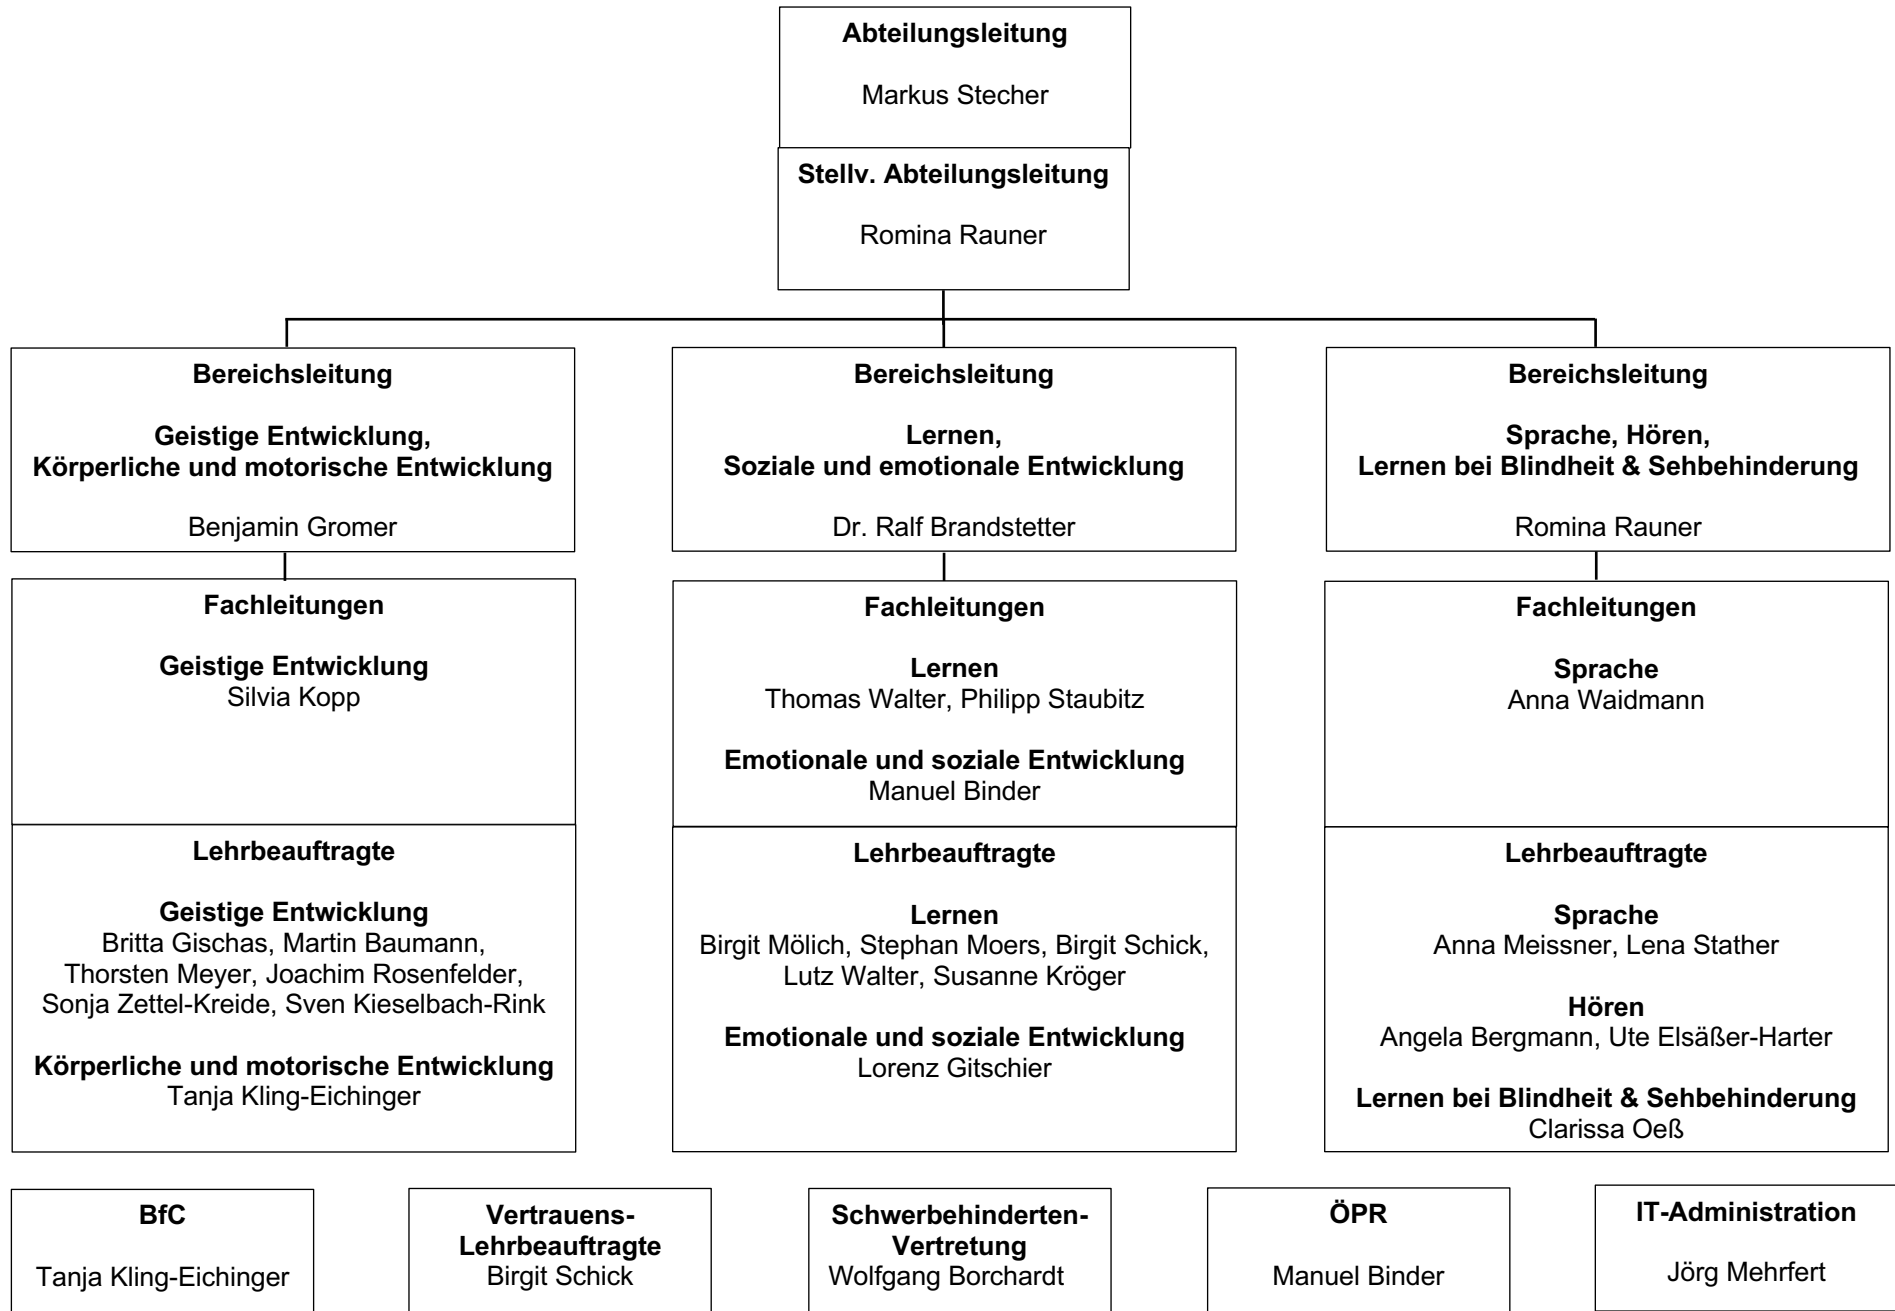 Abteilungsleitung
Markus Stecher
Stellv. Abteilungsleitung
Romina Rauner
Bereichsleitung
Geistige Entwicklung,
Körperliche und motorische Entwicklung
Benjamin Gromer
Bereichsleitung
Lernen,
Soziale und emotionale Entwicklung
Dr. Ralf Brandstetter
Bereichsleitung
Sprache, Hören,
Lernen bei Blindheit & Sehbehinderung
Romina Rauner
Fachleitungen
Geistige Entwicklung
Silvia Kopp
Fachleitungen
Lernen
Thomas Walter, Philipp Staubitz
Emotionale und soziale Entwicklung
Manuel Binder
Fachleitungen
Sprache
Anna Waidmann
Lehrbeauftragte
Geistige Entwicklung
Britta Gischas, Martin Baumann,
Thorsten Meyer, Joachim Rosenfelder,
Sonja Zettel-Kreide, Sven Kieselbach-Rink
Körperliche und motorische Entwicklung
Tanja Kling-Eichinger
Lehrbeauftragte
Lernen
Birgit Mölich, Stephan Moers, Birgit Schick,
Lutz Walter, Susanne Kröger
Emotionale und soziale Entwicklung
Lorenz Gitschier
Lehrbeauftragte
Sprache
Anna Meissner, Lena Stather
Hören
Angela Bergmann, Ute Elsäßer-Harter
Lernen bei Blindheit & Sehbehinderung
Clarissa Oeß
BfC
Tanja Kling-Eichinger
Vertrauens-
Lehrbeauftragte
Birgit Schick
Schwerbehinderten-
Vertretung
Wolfgang Borchardt
ÖPR
Manuel Binder
IT-Administration
Jörg Mehrfert